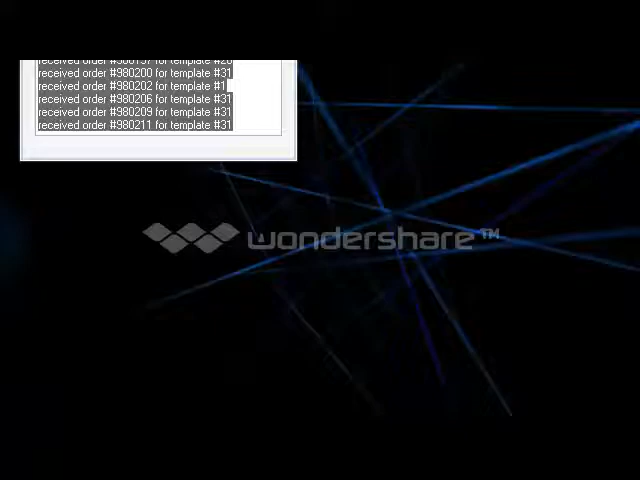 received order #980200 for template #31
received order #980202 for template #1
received order #980206 for template #31
received order #980209 for template #31
received order #980211 for template #31
wondershare™